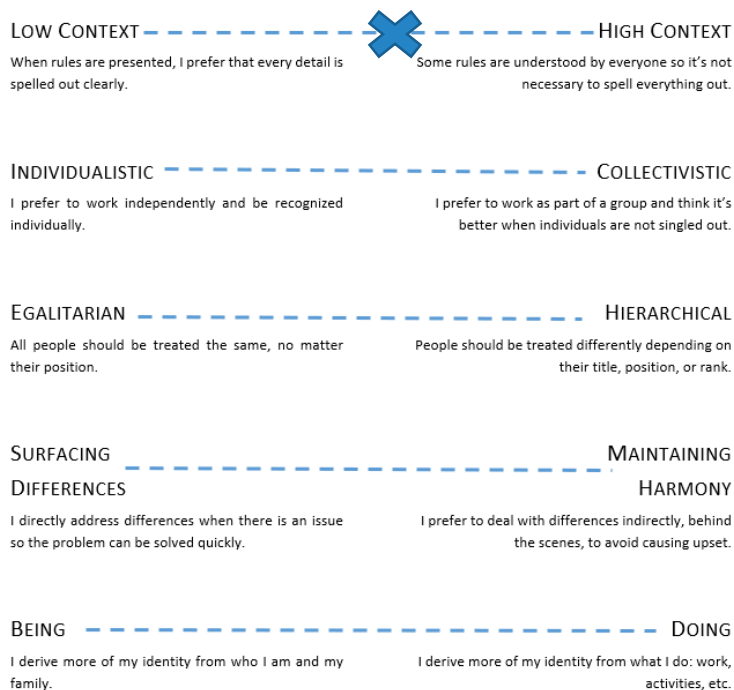 LOW CONTEXT HIGH CONTEXT
When rules are presented, I prefer that every detail is
spelled out clearly.
Some rules are understood by everyone so it's not
necessary to spell everything out.
INDIVIDUALISTIC COLLECTIVISTIC
I prefer to work independently and be recognized
individually.
I prefer to work as part of a group and think it's
better when individuals are not singled out.
EGALITARIAN HIERARCHICAL
All people should be treated the same, no matter
their position.
People should be treated differently depending on
their title, position, or rank.
SURFACING
DIFFERENCES
MAINTAINING
HARMONY
I directly address differences when there is an issue
so the problem can be solved quickly.
I prefer to deal with differences indirectly, behind
the scenes, to avoid causing upset.
BEING DOING
I derive more of my identity from who I am and my
family.
I derive more of my identity from what I do: work,
activities, etc.